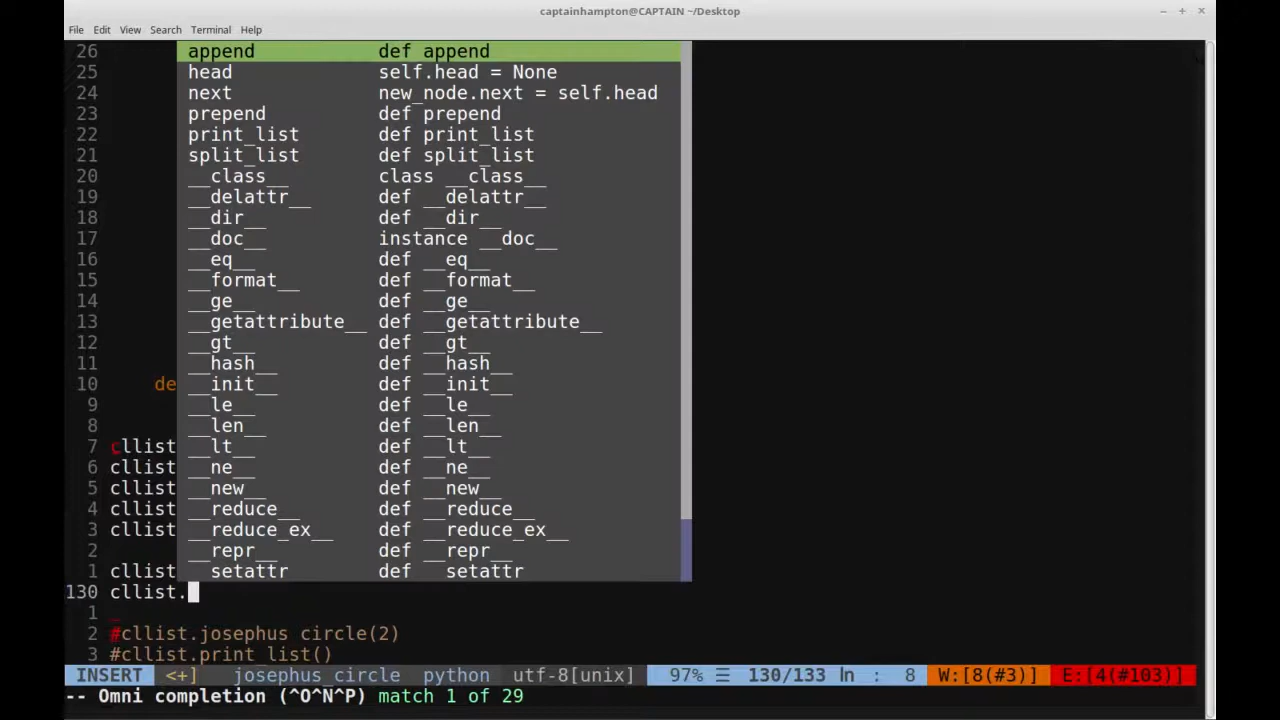 captainhampton@CAPTAIN ~/Desktop
File Edit View Search Terminal Help
26 append def append
25 head self.head = None
24 next new_node.next = self.head
23 prepend def prepend
22 print_list def print_list
21 split_list def split_list
20 __class__ class __class__
19 __delattr__ def __delattr__
18 __dir__ def __dir__
17 __doc__ instance __doc__
16 __eq__ def __eq__
15 __format__ def __format__
14 __ge__ def __ge__
13 __getattribute__ def __getattribute__
12 __gt__ def __gt__
11 __hash__ def __hash__
10 de __init__ def __init__
9 __le__ def __le__
8 __len__ def __len__
7 cllist __lt__ def __lt__
6 cllist __ne__ def __ne__
5 cllist __new__ def __new__
4 cllist __reduce__ def __reduce__
3 cllist __reduce_ex__ def __reduce_ex__
2 __repr__ def __repr__
1 cllist __setattr def __setattr
130 cllist.
1
2 #cllist.josephus_circle(2)
3 #cllist.print_list()
INSERT <+] josephus_circle python utf-8[unix] 97% ☰ 130/133 ln : 8 W:[8(#3)] E:[4(#103)]
-- Omni completion (^O^N^P) match 1 of 29